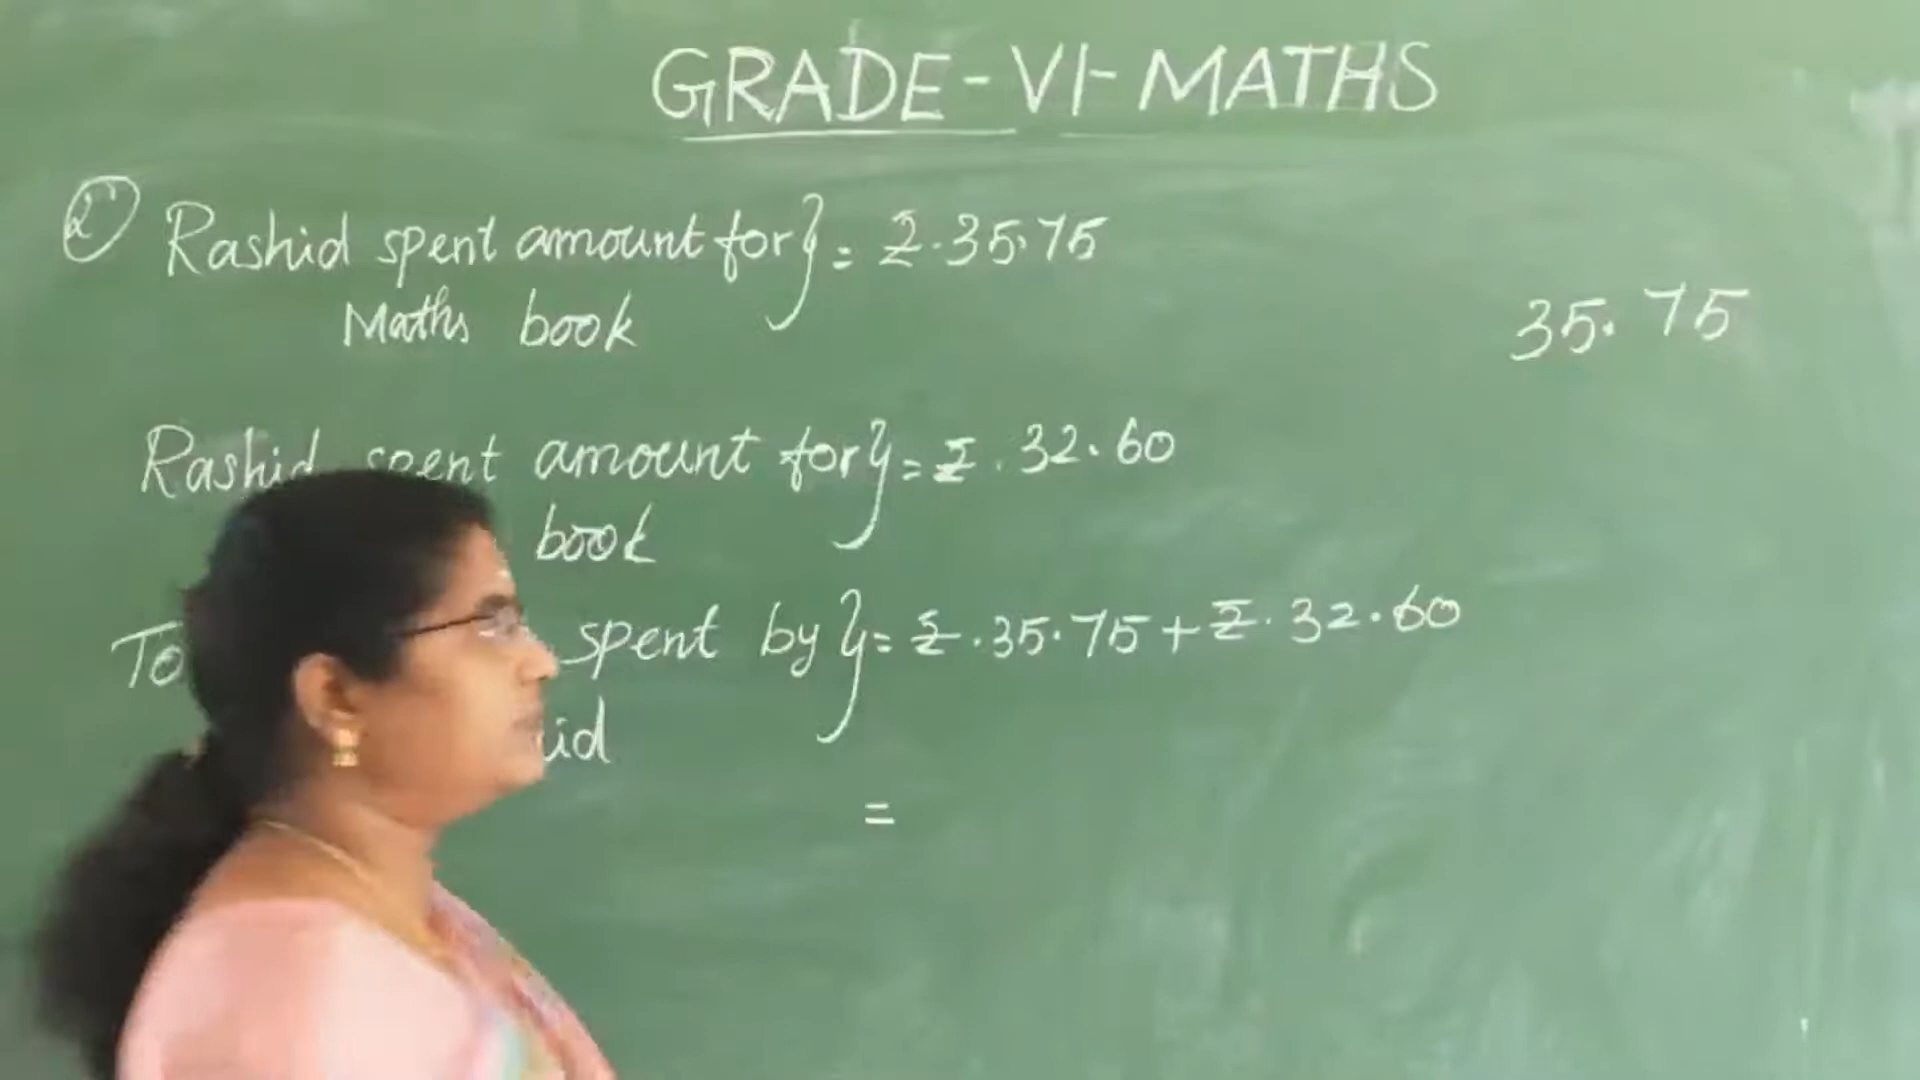 GRADE-VI-MATHS
2 Rashid spent amount for} = ₹.35.75
Maths book
35.75
Rashid spent amount for} = ₹.32.60
book
spent by} = ₹.35.75+₹.32.60
=